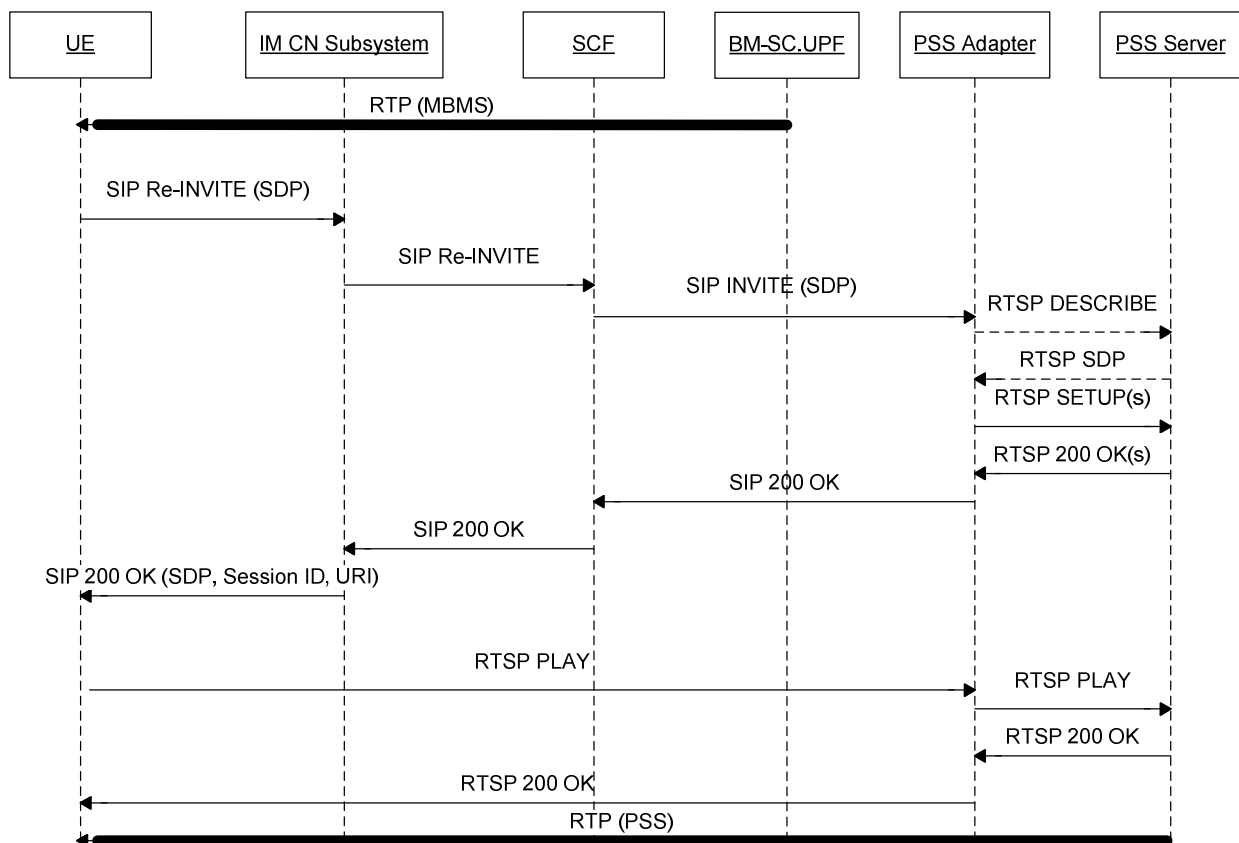 UE
IM CN Subsystem
SCF
BM-SC.UPF
PSS Adapter
PSS Server
RTP (MBMS)
SIP Re-INVITE (SDP)
SIP Re-INVITE
SIP INVITE (SDP)
RTSP DESCRIBE
RTSP SDP
RTSP SETUP(s)
RTSP 200 OK(s)
SIP 200 OK
SIP 200 OK
SIP 200 OK (SDP, Session ID, URI)
RTSP PLAY
RTSP PLAY
RTSP 200 OK
RTSP 200 OK
RTP (PSS)